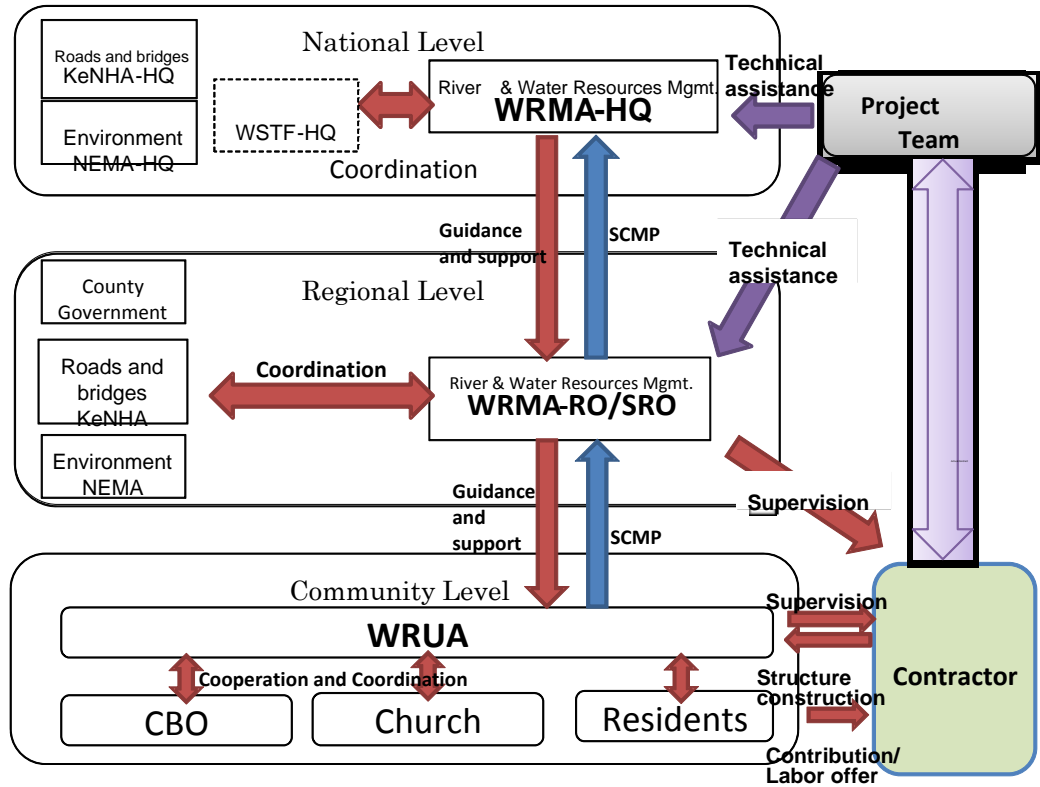 National Level
Roads and bridges
KeNHA-HQ
Environment
NEMA-HQ
WSTF-HQ
River & Water Resources Mgmt.
WRMA-HQ
Coordination
Technical
assistance
Project
Team
Guidance
and support
SCMP
Technical
assistance
Regional Level
County
Government
Roads and
bridges
KeNHA
Environment
NEMA
Coordination
River & Water Resources Mgmt.
WRMA-RO/SRO
Guidance
and
support
SCMP
Supervision
Community Level
WRUA
Cooperation and Coordination
CBO
Church
Residents
Supervision
Structure
construction
Contribution/
Labor offer
Contractor